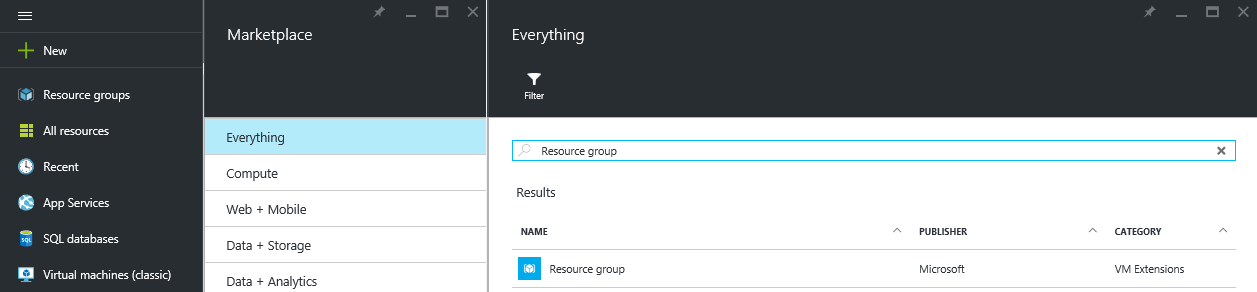 New
Resource groups
All resources
Recent
App Services
SQL
SQL databases
Virtual machines (classic)
Marketplace
Everything
Compute
Web + Mobile
Data + Storage
Data + Analytics
Everything
Filter
Resource group
Results
NAME PUBLISHER CATEGORY
Resource group Microsoft VM Extensions